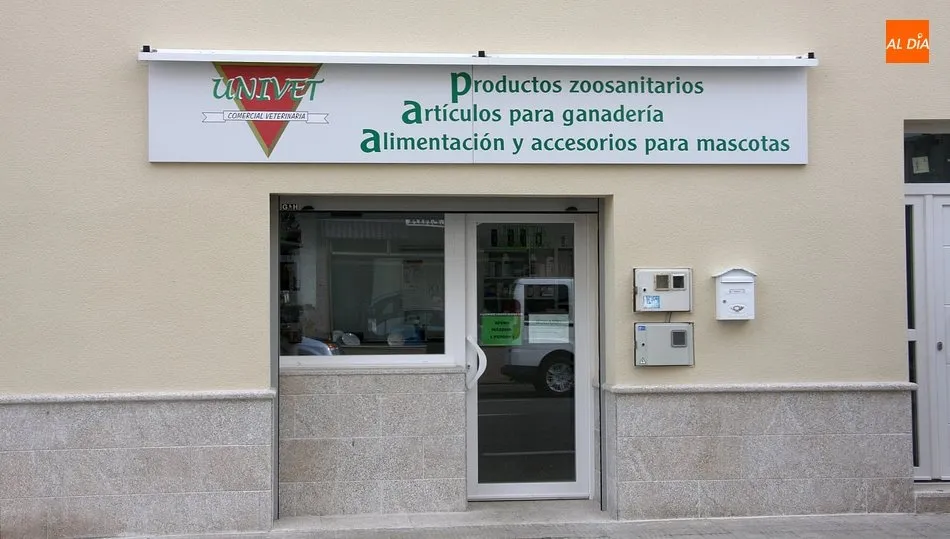 AL DÍA
UNIVET
COMERCIAL VETERINARIA
productos zoosanitarios
artículos para ganadería
alimentación y accesorios para mascotas